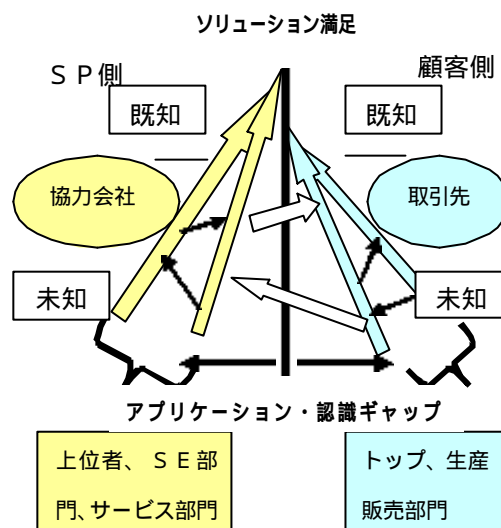 ソリューション満足
ＳＰ側
顧客側
既知
既知
協力会社
取引先
未知
未知
アプリケーション・認識ギャップ
上位者、ＳＥ部
門、サービス部門
トップ、生産
販売部門